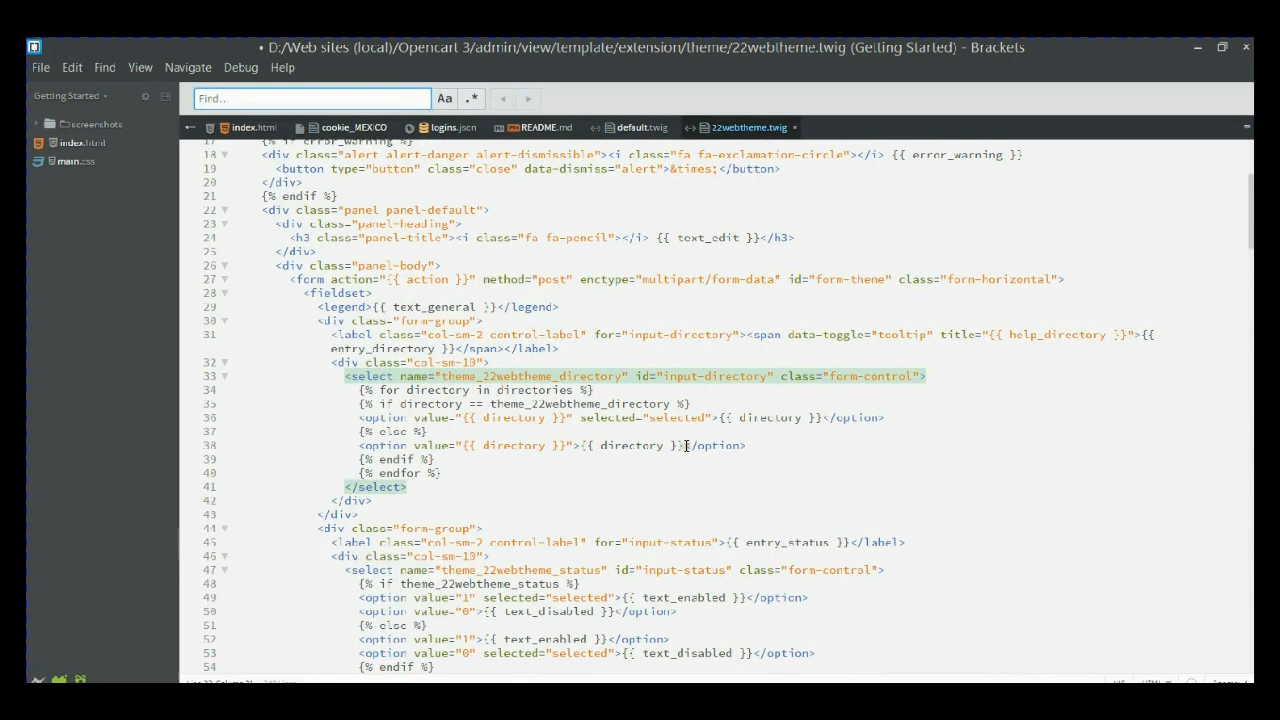 • D:/Web sites (local)/Opencart 3/admin/view/template/extension/theme/22webtheme.twig (Getting Started) - Brackets
File Edit Find View Navigate Debug Help
Getting Started
Find..
Aa .*
screenshots
index.html
main.css
index.html cookie_MEXICO logins.json README.md default.twig 22webtheme.twig
17 {% if error_warning %}
18 <div class="alert alert-danger alert-dismissible"><i class="fa fa-exclamation-circle"></i> {{ error_warning }}
19 <button type="button" class="close" data-dismiss="alert">&times;</button>
20 </div>
21 {% endif %}
22 <div class="panel panel-default">
23 <div class="panel-heading">
24 <h3 class="panel-title"><i class="fa fa-pencil"></i> {{ text_edit }}</h3>
25 </div>
26 <div class="panel-body">
27 <form action="{{ action }}" method="post" enctype="multipart/form-data" id="form-theme" class="form-horizontal">
28 <fieldset>
29 <legend>{{ text_general }}</legend>
30 <div class="form-group">
31 <label class="col-sm-2 control-label" for="input-directory"><span data-toggle="tooltip" title="{{ help_directory }}">{{
entry_directory }}</span></label>
32 <div class="col-sm-10">
33 <select name="theme_22webtheme_directory" id="input-directory" class="form-control">
34 {% for directory in directories %}
35 {% if directory == theme_22webtheme_directory %}
36 <option value="{{ directory }}" selected="selected">{{ directory }}</option>
37 {% else %}
38 <option value="{{ directory }}">{{ directory }}</option>
39 {% endif %}
40 {% endfor %}
41 </select>
42 </div>
43 </div>
44 <div class="form-group">
45 <label class="col-sm-2 control-label" for="input-status">{{ entry_status }}</label>
46 <div class="col-sm-10">
47 <select name="theme_22webtheme_status" id="input-status" class="form-control">
48 {% if theme_22webtheme_status %}
49 <option value="1" selected="selected">{{ text_enabled }}</option>
50 <option value="0">{{ text_disabled }}</option>
51 {% else %}
52 <option value="1">{{ text_enabled }}</option>
53 <option value="0" selected="selected">{{ text_disabled }}</option>
54 {% endif %}